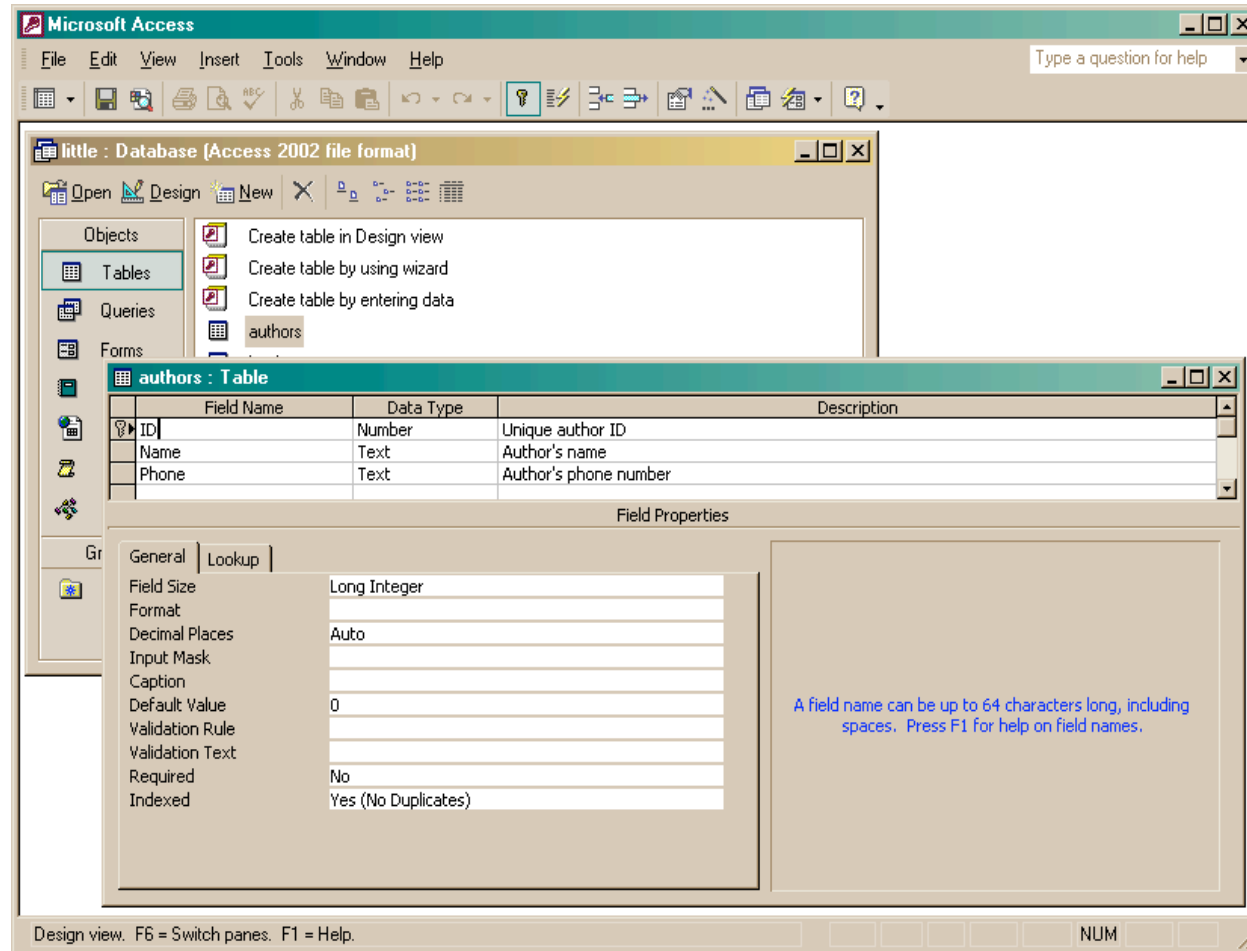 Microsoft Access
File Edit View Insert Tools Window Help Type a question for help
little : Database (Access 2002 file format)
Open Design New
Objects
Create table in Design view
Tables
Create table by using wizard
Queries
Create table by entering data
authors
Forms
authors : Table
Field Name Data Type Description
ID Number Unique author ID
Name Text Author's name
Phone Text Author's phone number
Field Properties
Gr
General Lookup
Field Size Long Integer
Format
Decimal Places Auto
Input Mask
Caption
Default Value 0
Validation Rule
Validation Text
Required No
Indexed Yes (No Duplicates)
A field name can be up to 64 characters long, including
spaces. Press F1 for help on field names.
Design view. F6 = Switch panes. F1 = Help. NUM